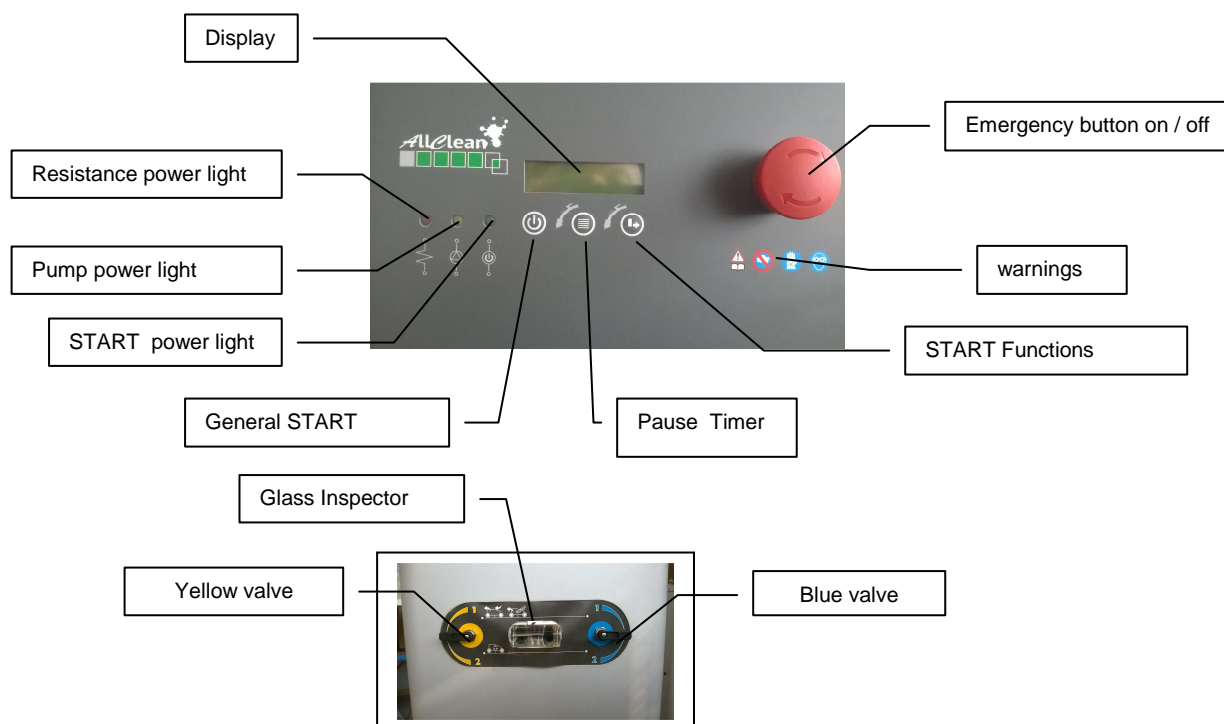 Display
AllClean
Emergency button on / off
Resistance power light
Pump power light
warnings
START power light
START Functions
General START
Pause Timer
Glass Inspector
Yellow valve
Blue valve
1
1
2
2